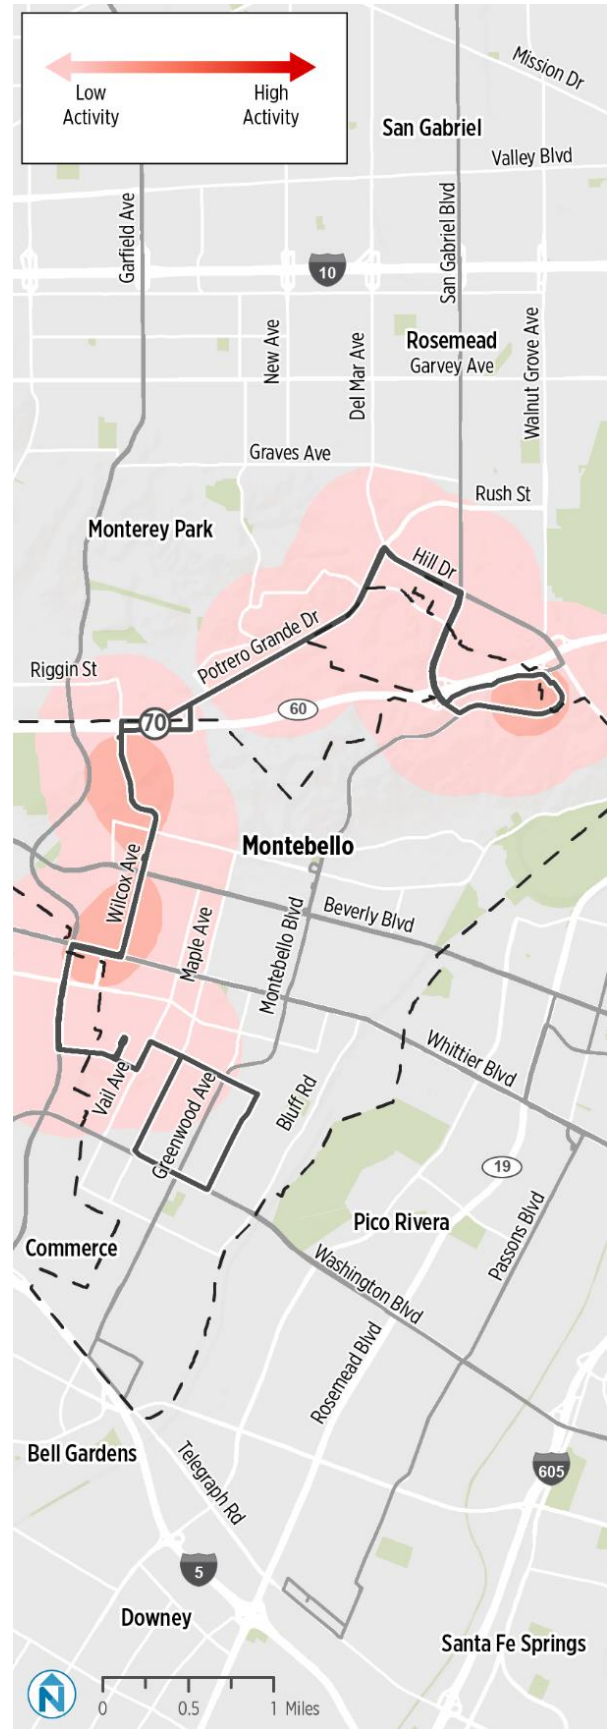 Low
Activity
High
Activity
Mission Dr
San Gabriel
Valley Blvd
Garfield Ave
San Gabriel Blvd
10
Rosemead
Garvey Ave
New Ave
Del Mar Ave
Walnut Grove Ave
Graves Ave
Rush St
Monterey Park
Hill Dr
Potrero Grande Dr
Riggin St
70
60
Montebello
Wilcox Ave
Beverly Blvd
Maple Ave
Montebello Blvd
Whittier Blvd
Vail Ave
Greenwood Ave
Bluff Rd
19
Pico Rivera
Passons Blvd
Commerce
Washington Blvd
Rosemead Blvd
Bell Gardens
Telegraph Rd
605
5
Downey
Santa Fe Springs
N
0 0.5 1 Miles